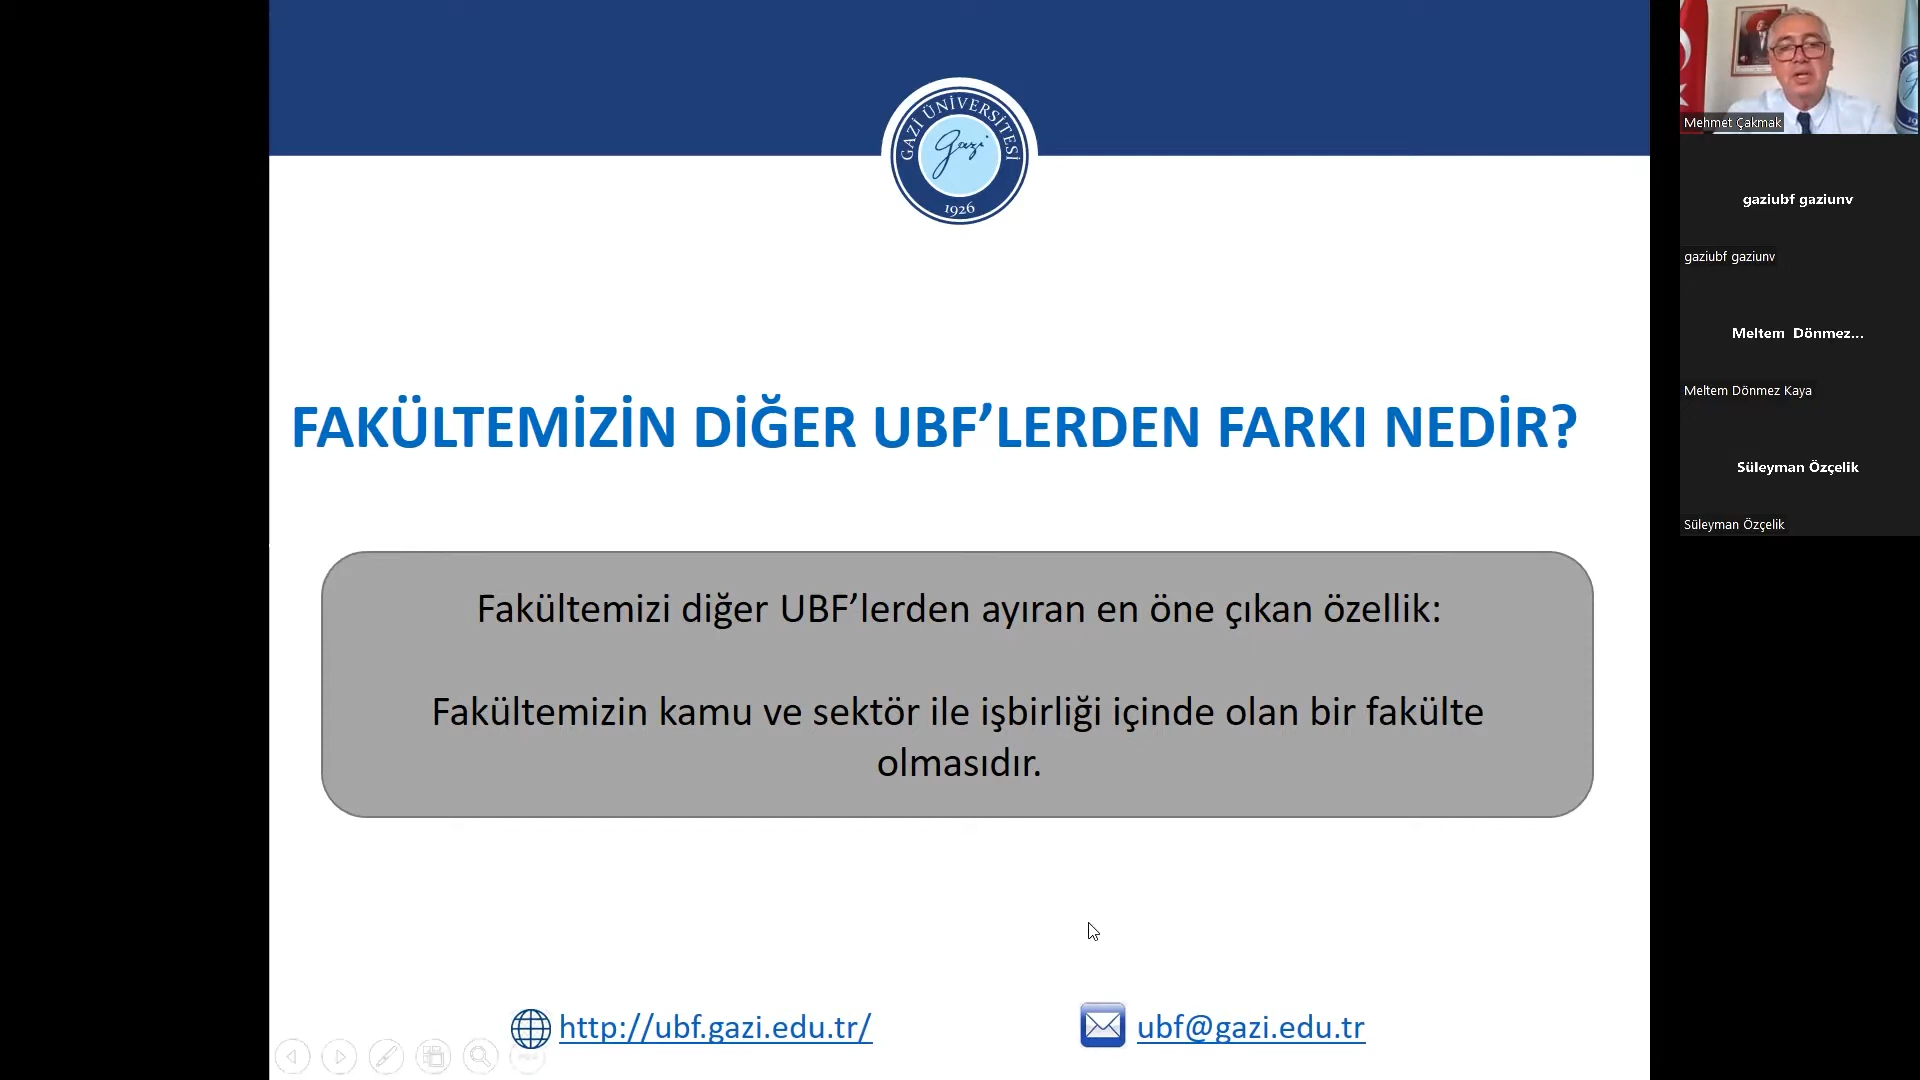 GAZİ ÜNİVERSİTESİ
gazi
1926
FAKÜLTEMİZİN DİĞER UBF’LERDEN FARKI NEDİR?
Fakültemizi diğer UBF’lerden ayıran en öne çıkan özellik:
Fakültemizin kamu ve sektör ile işbirliği içinde olan bir fakülte
olmasıdır.
http://ubf.gazi.edu.tr/
ubf@gazi.edu.tr
Mehmet Çakmak
gaziubf gaziunv
gaziubf gaziunv
Meltem Dönmez...
Meltem Dönmez Kaya
Süleyman Özçelik
Süleyman Özçelik